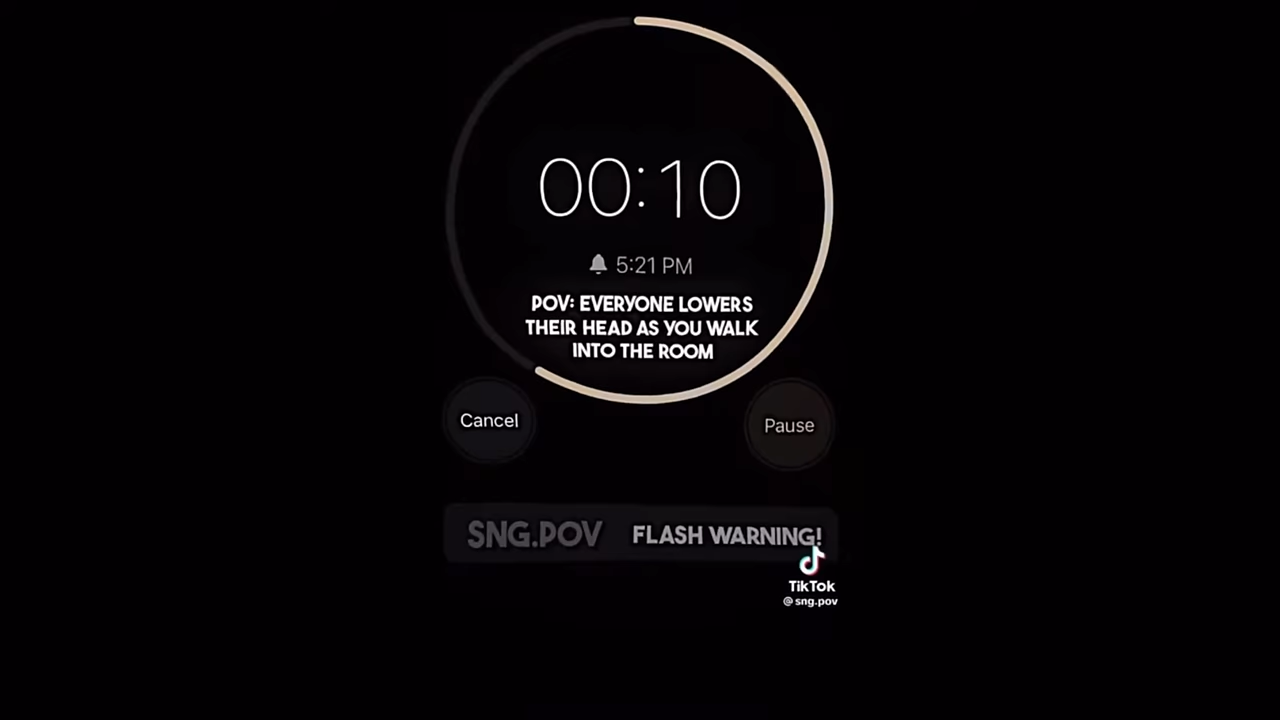 00:10
5:21 PM
POV: EVERYONE LOWERS
THEIR HEAD AS YOU WALK
INTO THE ROOM
Cancel
Pause
SNG.POV
FLASH WARNING!
TikTok
@sng.pov